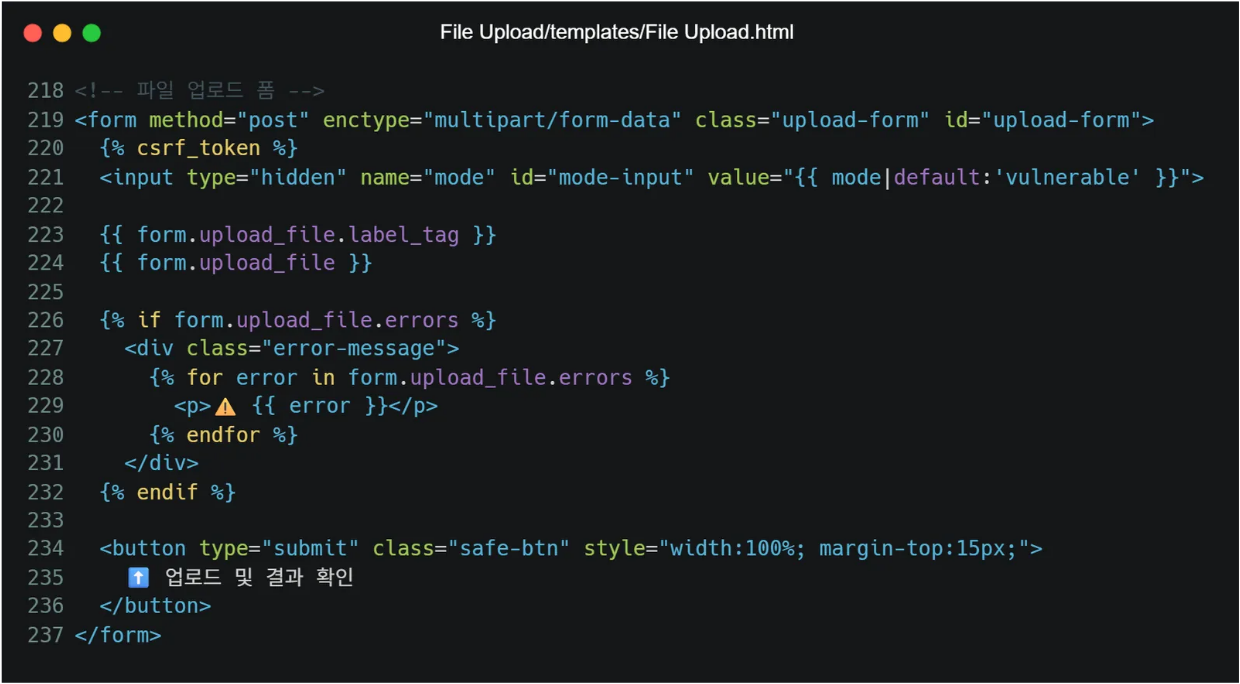 File Upload/templates/File Upload.html
218 <!-- 파일 업로드 폼 -->
219 <form method="post" enctype="multipart/form-data" class="upload-form" id="upload-form">
220   {% csrf_token %}
221   <input type="hidden" name="mode" id="mode-input" value="{{ mode|default:'vulnerable' }}">
222
223   {{ form.upload_file.label_tag }}
224   {{ form.upload_file }}
225
226   {% if form.upload_file.errors %}
227     <div class="error-message">
228       {% for error in form.upload_file.errors %}
229         <p>⚠️ {{ error }}</p>
230       {% endfor %}
231     </div>
232   {% endif %}
233
234   <button type="submit" class="safe-btn" style="width:100%; margin-top:15px;">
235     ⬆️ 업로드 및 결과 확인
236   </button>
237 </form>